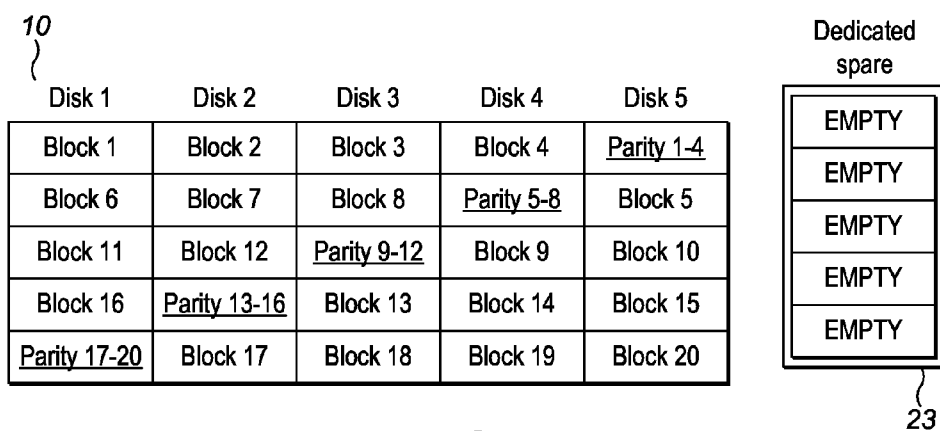 10
Disk 1 Disk 2 Disk 3 Disk 4 Disk 5
Block 1 Block 2 Block 3 Block 4 Parity 1-4
Block 6 Block 7 Block 8 Parity 5-8 Block 5
Block 11 Block 12 Parity 9-12 Block 9 Block 10
Block 16 Parity 13-16 Block 13 Block 14 Block 15
Parity 17-20 Block 17 Block 18 Block 19 Block 20
Dedicated
spare
EMPTY
EMPTY
EMPTY
EMPTY
EMPTY
23